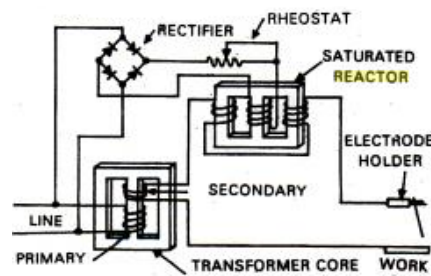 RHEOSTAT
RECTIFIER
SATURATED
REACTOR
ELECTRODE
HOLDER
SECONDARY
LINE
PRIMARY
TRANSFORMER CORE
WORK